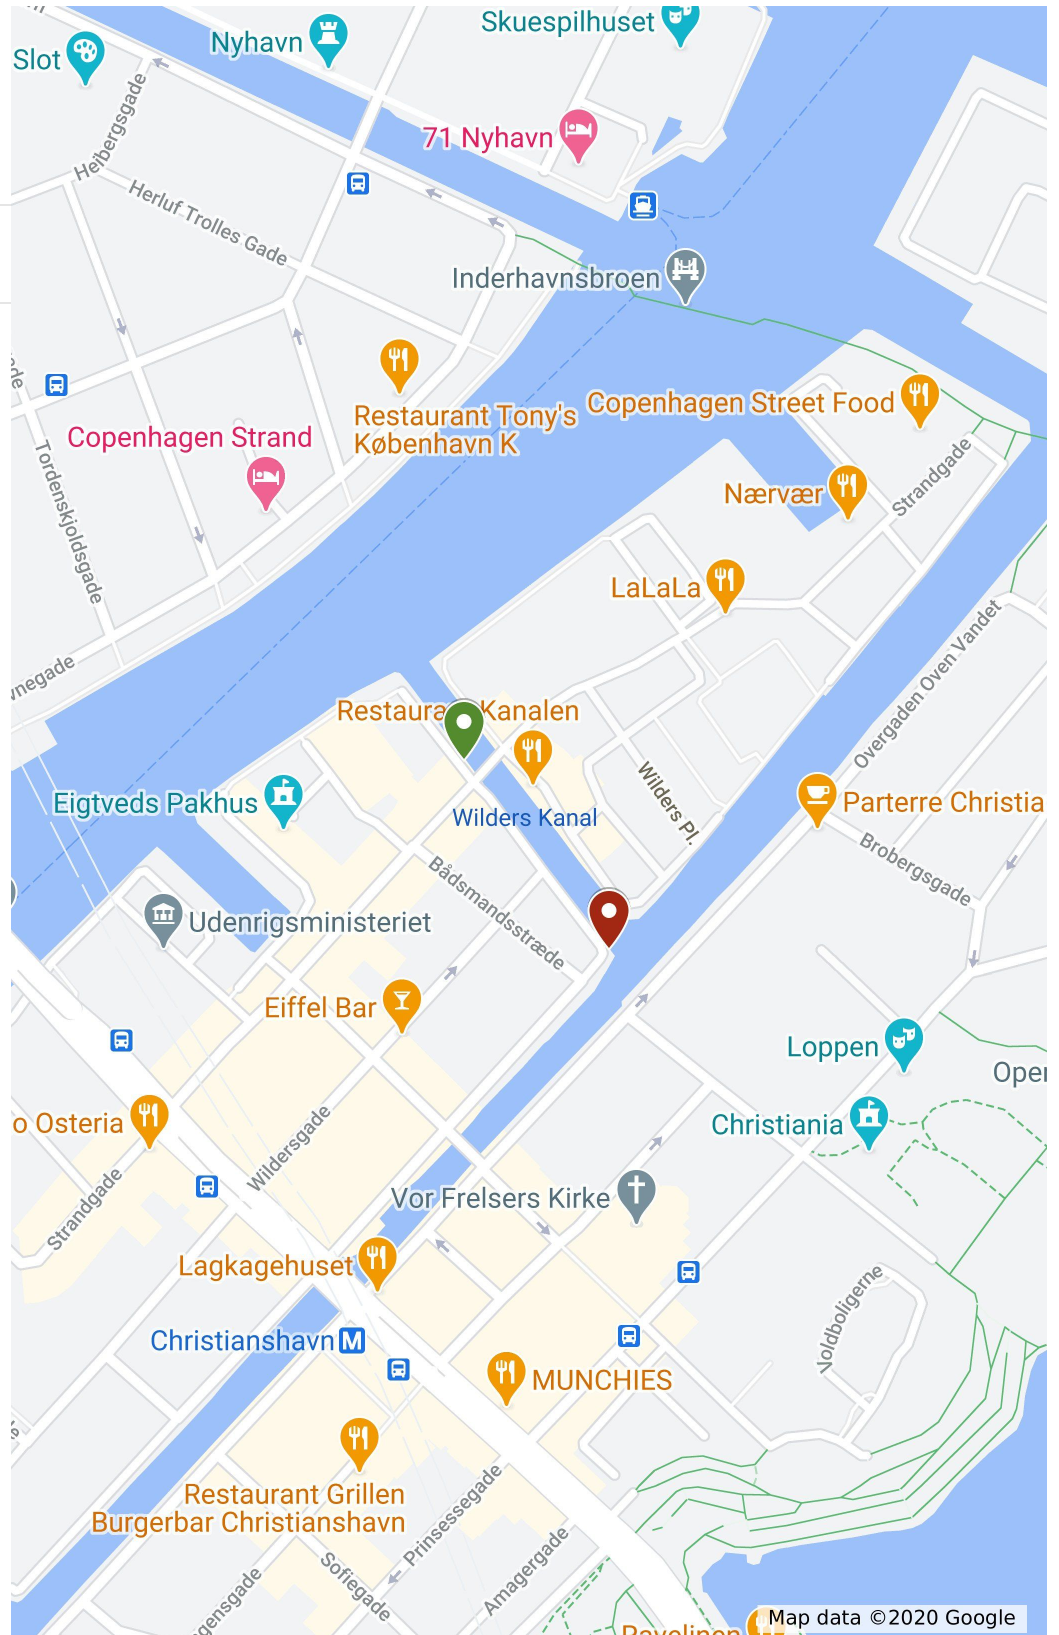 Skuespilhuset
Nyhavn
Slot
71 Nyhavn
Heibergsgade
Herluf Trolles Gade
Inderhavnsbroen
Restaurant Tony's
København K
Copenhagen Street Food
Copenhagen Strand
Strandgade
Nærvær
Tordenskjoldsgade
LaLaLa
vnegade
Overgaden Oven Vandet
Kanalen
Wilders Pl.
Eigtveds Pakhus
Wilders Kanal
Parterre Christia
Brobergsgade
Bådsmandsstræde
Udenrigsministeriet
Eiffel Bar
Loppen
Oper
o Osteria
Christiania
Wildersgade
Strandgade
Vor Frelsers Kirke
Lagkagehuset
Voldboligerne
Christianshavn M
MUNCHIES
Restaurant Grillen
Burgerbar Christianshavn
Prinsessegade
Sofiegade
Amagergade
gensgade
Ravelinen
Map data ©2020 Google